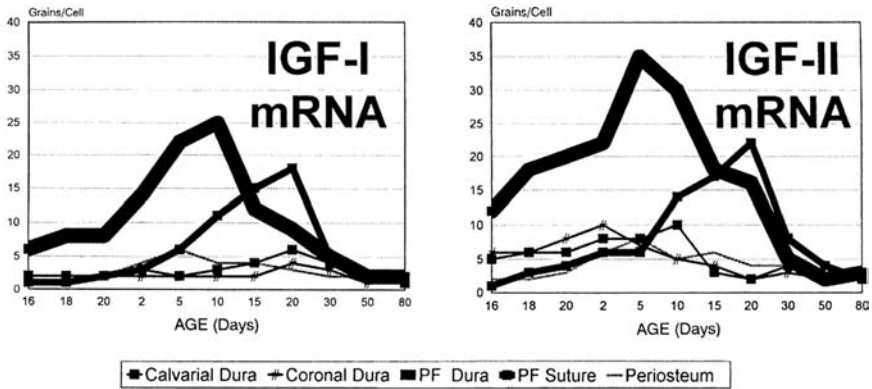 Grains/Cell
40
35
30
25
20
15
10
5
0
IGF-I
mRNA
16 18 20 2 5 10 15 20 30 50 80
AGE (Days)
Grains/Cell
40
35
30
25
20
15
10
5
0
IGF-II
mRNA
16 18 20 2 5 10 15 20 30 50 80
AGE (Days)
Calvarial Dura Coronal Dura PF Dura PF Suture Periosteum